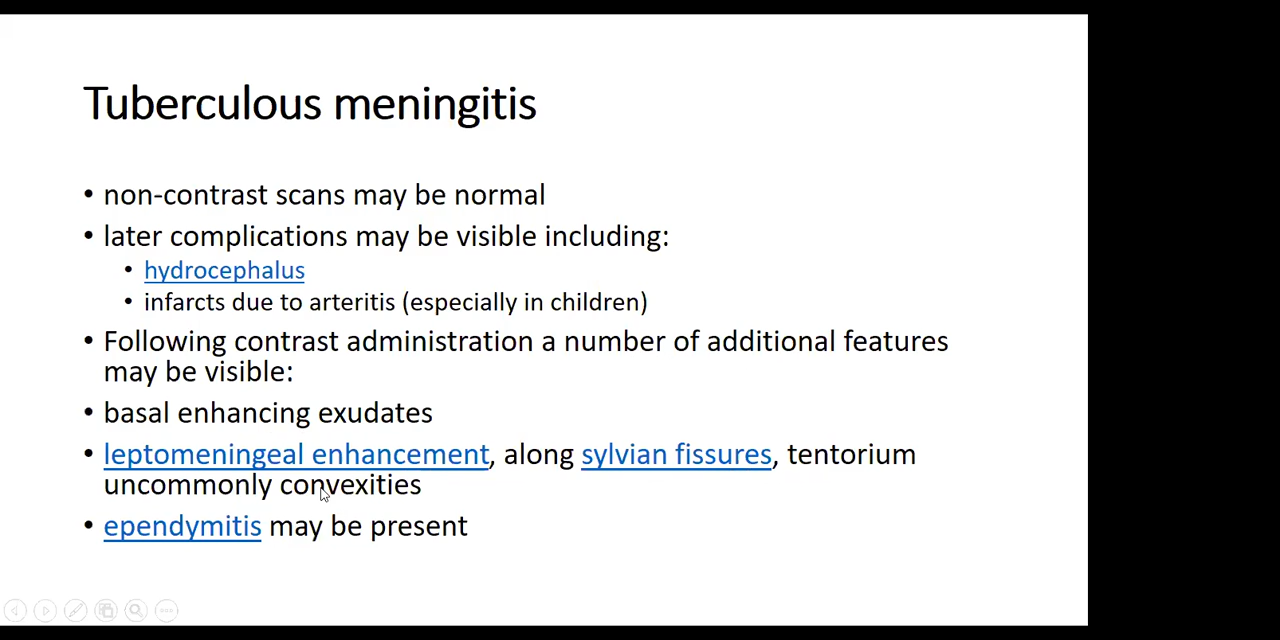 Tuberculous meningitis
• non-contrast scans may be normal
• later complications may be visible including:
• hydrocephalus
• infarcts due to arteritis (especially in children)
• Following contrast administration a number of additional features
may be visible:
• basal enhancing exudates
• leptomeningeal enhancement, along sylvian fissures, tentorium
uncommonly convexities
• ependymitis may be present